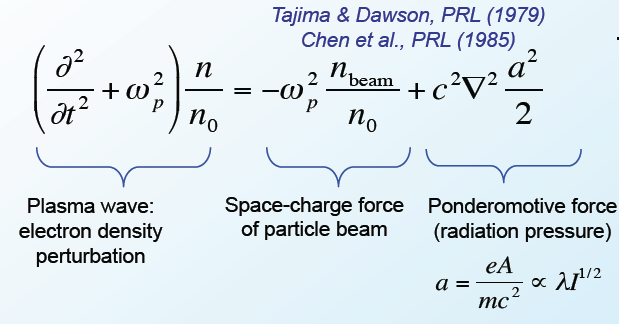 Tajima & Dawson, PRL (1979)
Chen et al., PRL (1985)
(∂²/∂t² + ω_p²) n/n₀ = −ω_p² n_beam/n₀ + c²∇² a²/2
Plasma wave:
electron density
perturbation
Space-charge force
of particle beam
Ponderomotive force
(radiation pressure)
a = eA/mc² ∝ λI^1/2